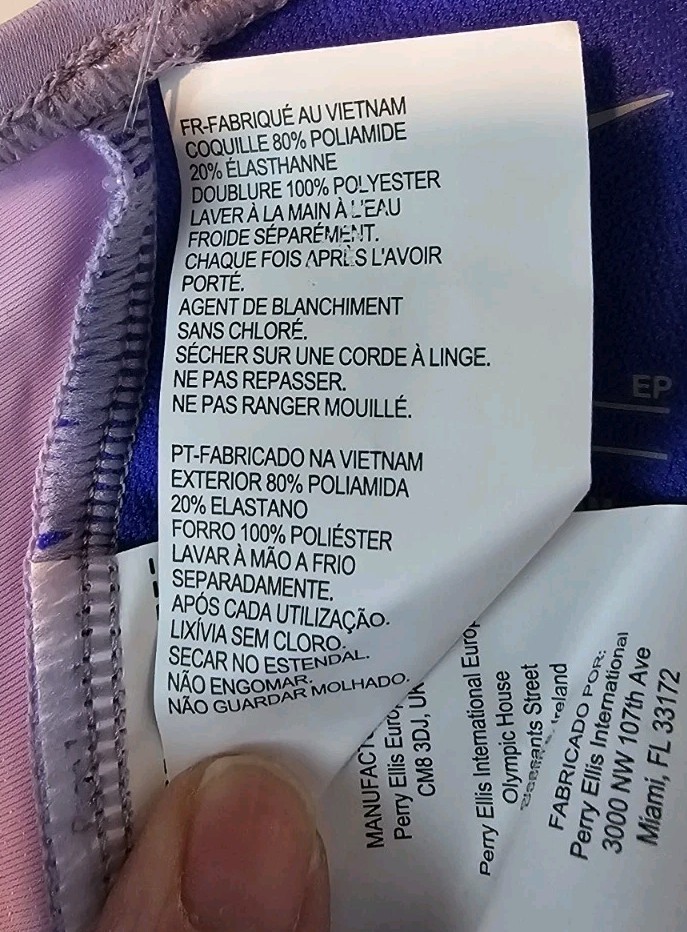 FR-FABRIQUÉ AU VIETNAM
COQUILLE 80% POLIAMIDE
20% ÉLASTHANNE
DOUBLURE 100% POLYESTER
LAVER À LA MAIN À L'EAU
FROIDE SÉPARÉMENT.
CHAQUE FOIS APRÈS L'AVOIR
PORTÉ.
AGENT DE BLANCHIMENT
SANS CHLORÉ.
SÉCHER SUR UNE CORDE À LINGE.
NE PAS REPASSER.
NE PAS RANGER MOUILLÉ.
PT-FABRICADO NA VIETNAM
EXTERIOR 80% POLIAMIDA
20% ELASTANO
FORRO 100% POLIÉSTER
LAVAR À MÃO A FRIO
SEPARADAMENTE.
APÓS CADA UTILIZAÇÃO.
LIXÍVIA SEM CLORO.
SECAR NO ESTENDAL.
NÃO ENGOMAR.
NÃO GUARDAR MOLHADO.
EP
Perry Ellis
CM8 3DJ, UK
Perry Ellis International
Olympic House
Street
Ireland
FABRICADO POR:
Perry Ellis International
3000 NW 107th Ave
Miami, FL 33172